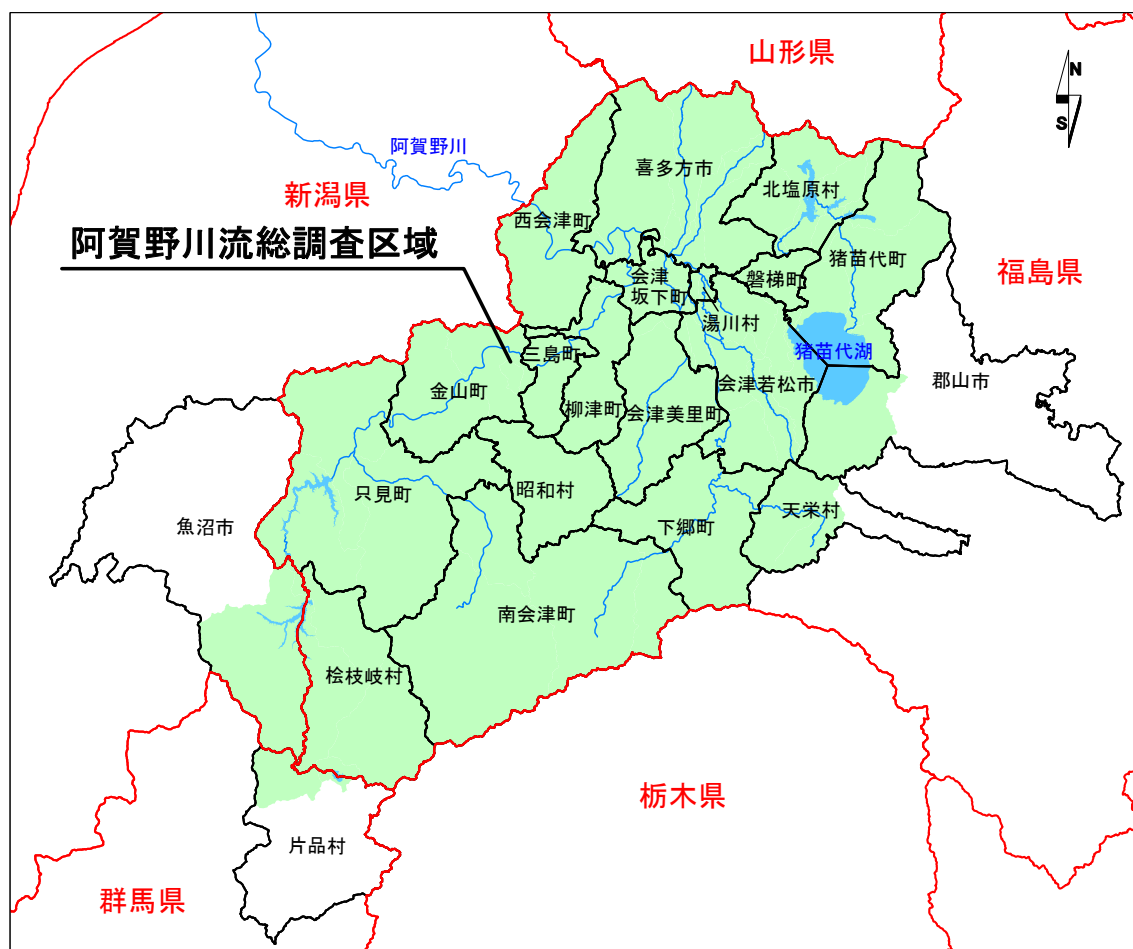 山形県
N
S
阿賀野川
喜多方市
北塩原村
新潟県
西会津町
阿賀野川流総調査区域
猪苗代町
磐梯町
会津
坂下町
福島県
湯川村
三島町
猪苗代湖
金山町
柳津町
会津美里町
会津若松市
郡山市
只見町
昭和村
天栄村
魚沼市
下郷町
南会津町
桧枝岐村
栃木県
片品村
群馬県